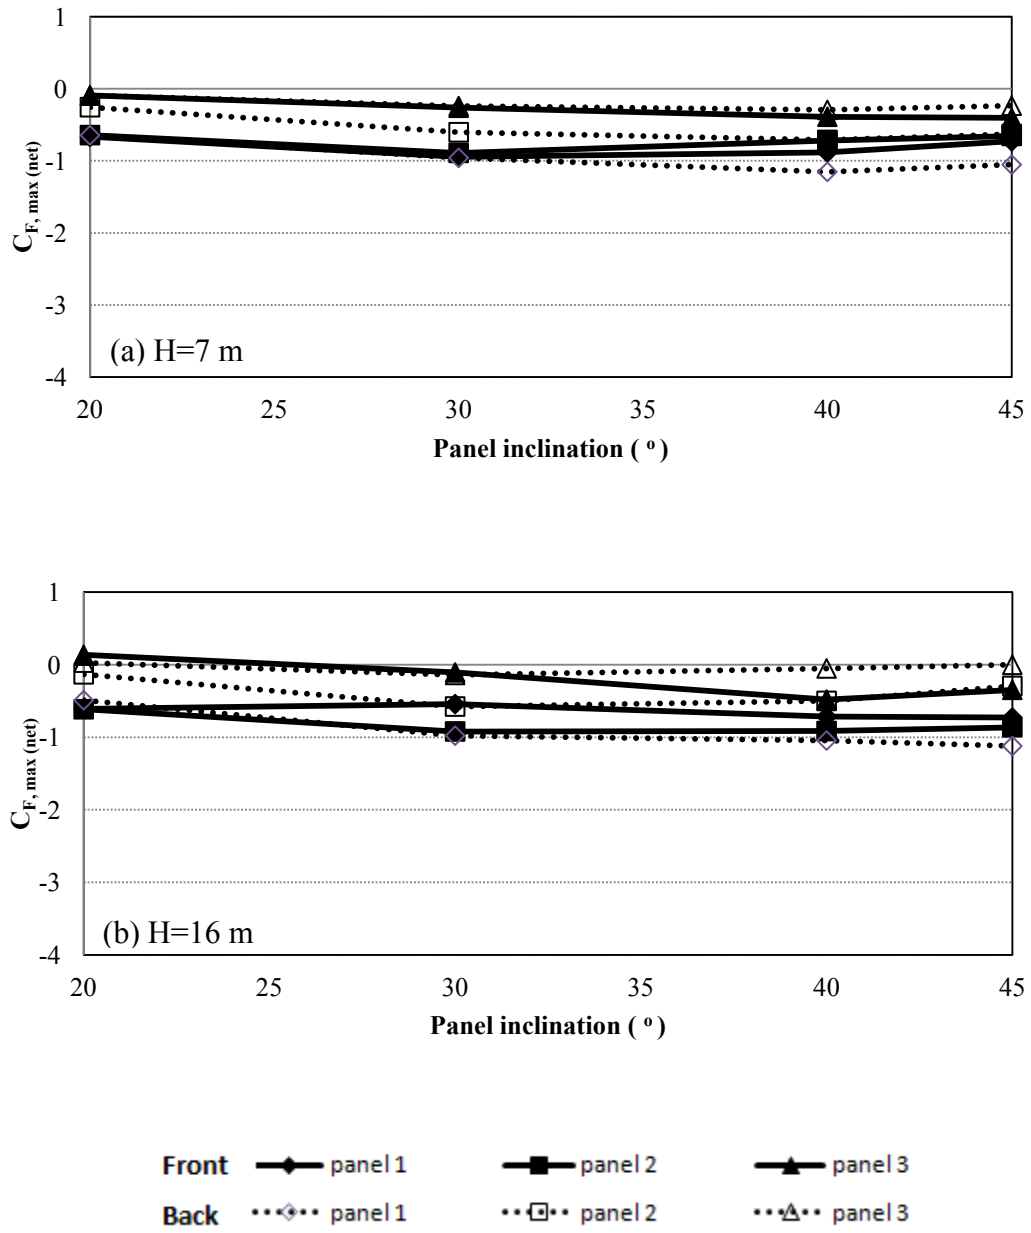 1
0
-1
-2
-3
-4
C_F, max (net)
(a) H=7 m
20 25 30 35 40 45
Panel inclination ( º )
1
0
-1
-2
-3
-4
C_F, max (net)
(b) H=16 m
20 25 30 35 40 45
Panel inclination ( º )
Front panel 1 panel 2 panel 3
Back panel 1 panel 2 panel 3